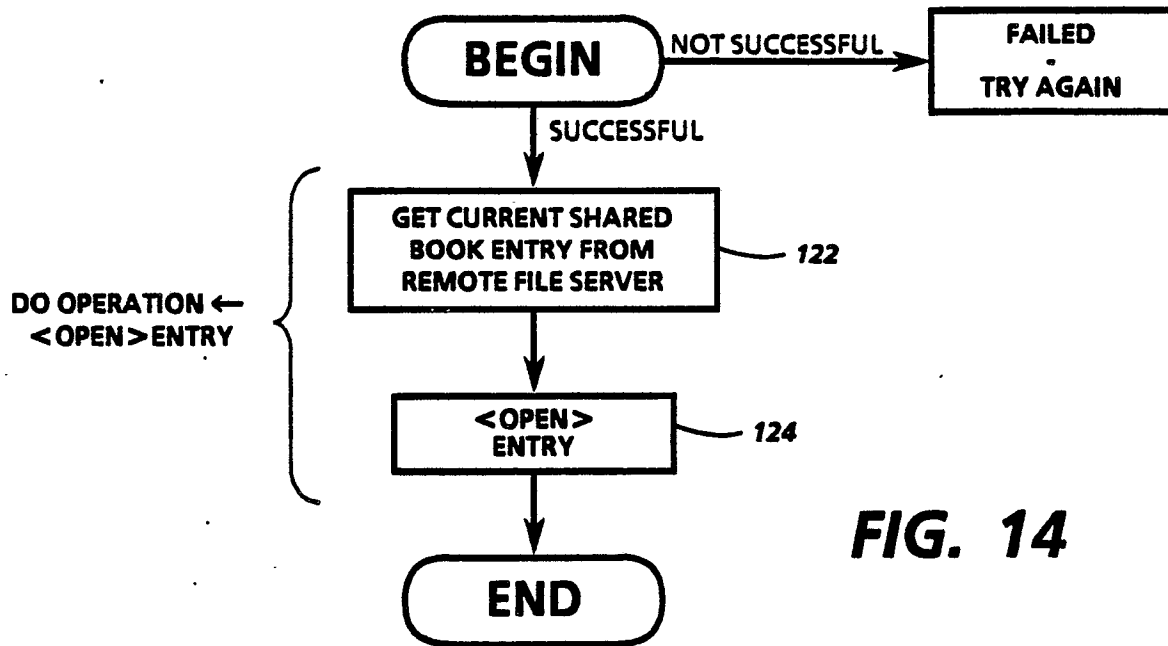 BEGIN
NOT SUCCESSFUL
FAILED
-
TRY AGAIN
SUCCESSFUL
GET CURRENT SHARED
BOOK ENTRY FROM
REMOTE FILE SERVER
122
DO OPERATION ←
<OPEN> ENTRY
<OPEN>
ENTRY
124
END
FIG. 14